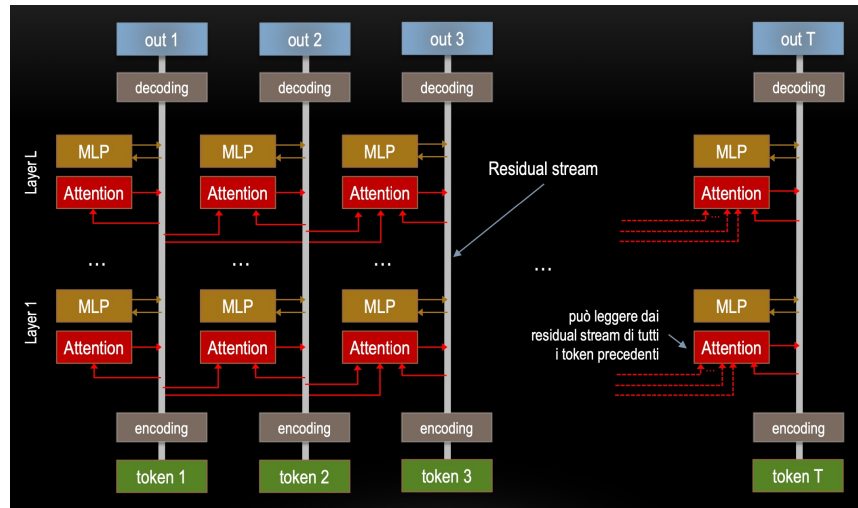 out 1 out 2 out 3 out T
decoding decoding decoding decoding
Layer L
MLP MLP MLP MLP
Attention Attention Attention Attention
Residual stream
...
... ... ... ...
Layer 1
MLP MLP MLP MLP
Attention Attention Attention Attention
può leggere dai
residual stream di tutti
i token precedenti
...
encoding encoding encoding encoding
token 1 token 2 token 3 token T